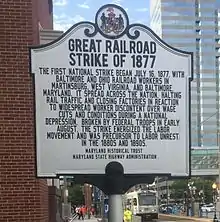 GREAT RAILROAD
STRIKE OF 1877
THE FIRST NATIONAL STRIKE BEGAN JULY 16, 1877, WITH
BALTIMORE AND OHIO RAILROAD WORKERS IN
MARTINSBURG, WEST VIRGINIA, AND BALTIMORE,
MARYLAND. IT SPREAD ACROSS THE NATION HALTING
RAIL TRAFFIC AND CLOSING FACTORIES IN REACTION
TO WIDESPREAD WORKER DISCONTENT OVER WAGE
CUTS AND CONDITIONS DURING A NATIONAL
DEPRESSION. BROKEN BY FEDERAL TROOPS IN EARLY
AUGUST, THE STRIKE ENERGIZED THE LABOR
MOVEMENT AND WAS PRECURSOR TO LABOR UNREST
IN THE 1880S AND 1890S.
MARYLAND HISTORICAL TRUST
MARYLAND STATE HIGHWAY ADMINISTRATION